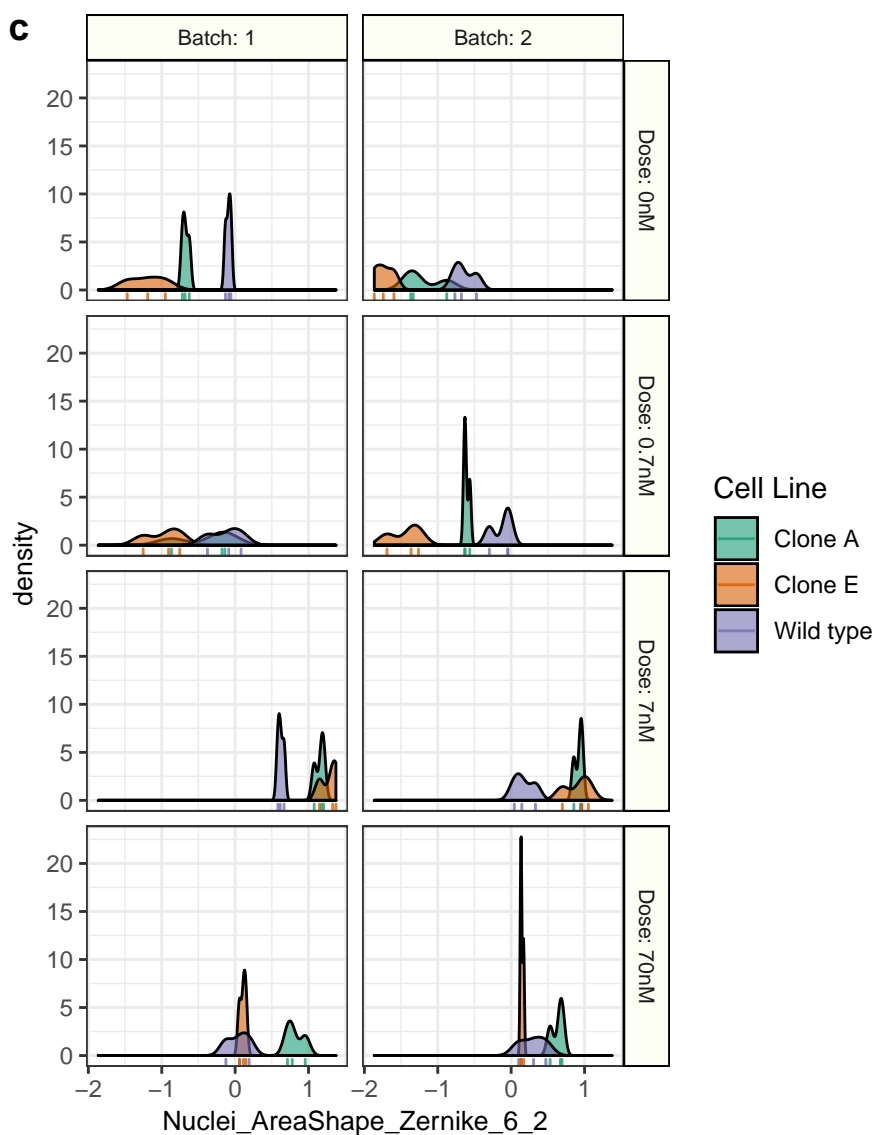 c
Batch: 1
Batch: 2
20
15
10
5
0
Dose: 0nM
20
15
10
5
0
Dose: 0.7nM
20
15
10
5
0
Dose: 7nM
20
15
10
5
0
Dose: 70nM
density
−2 −1 0 1
−2 −1 0 1
Nuclei_AreaShape_Zernike_6_2
Cell Line
Clone A
Clone E
Wild type